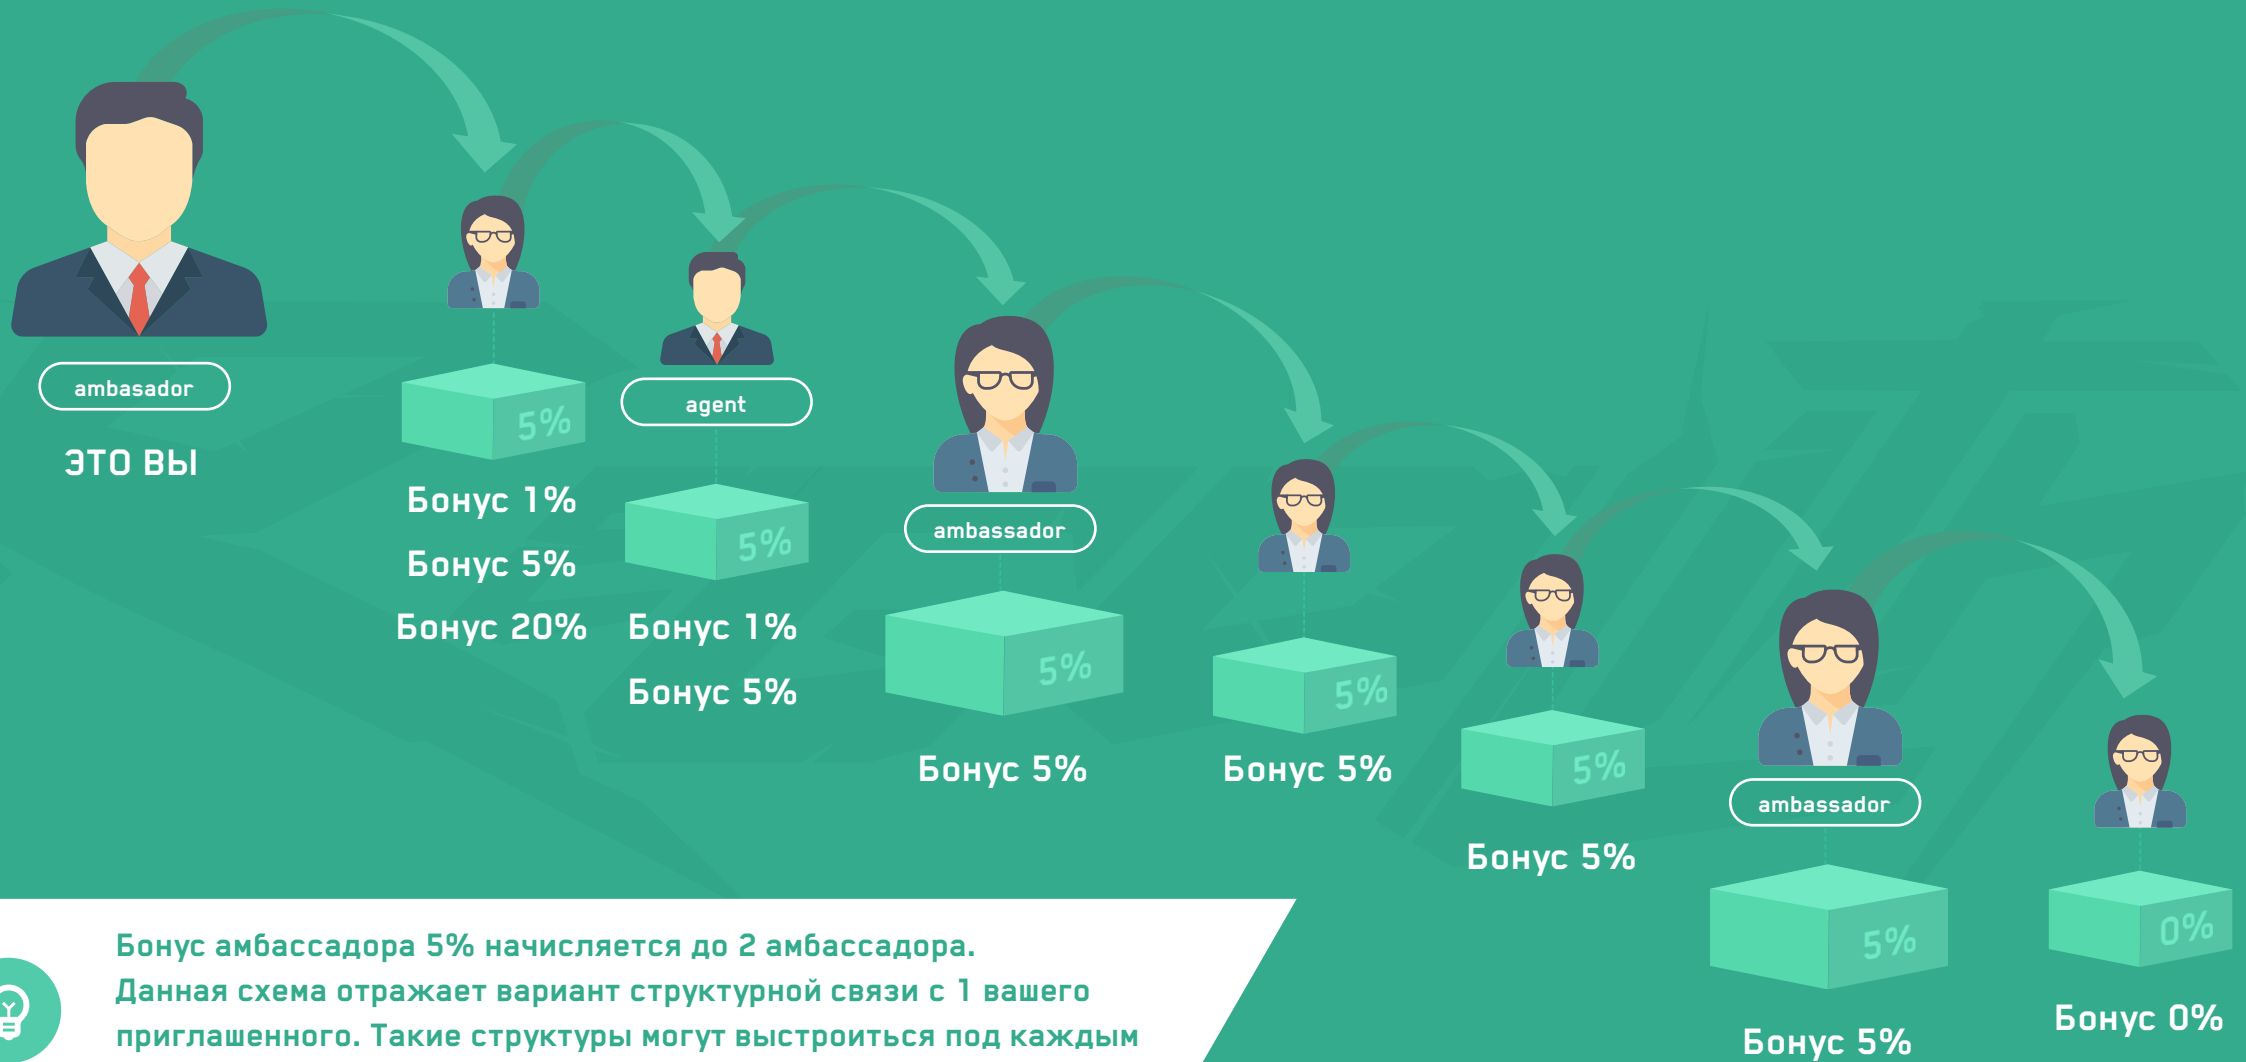 ambasador
ЭТО ВЫ
5%
Бонус 1%
Бонус 5%
Бонус 20%
agent
5%
Бонус 1%
Бонус 5%
ambassador
5%
Бонус 5%
5%
Бонус 5%
5%
Бонус 5%
ambassador
5%
Бонус 5%
0%
Бонус 0%
Бонус амбассадора 5% начисляется до 2 амбассадора.
Данная схема отражает вариант структурной связи с 1 вашего
приглашенного. Такие структуры могут выстроиться под каждым